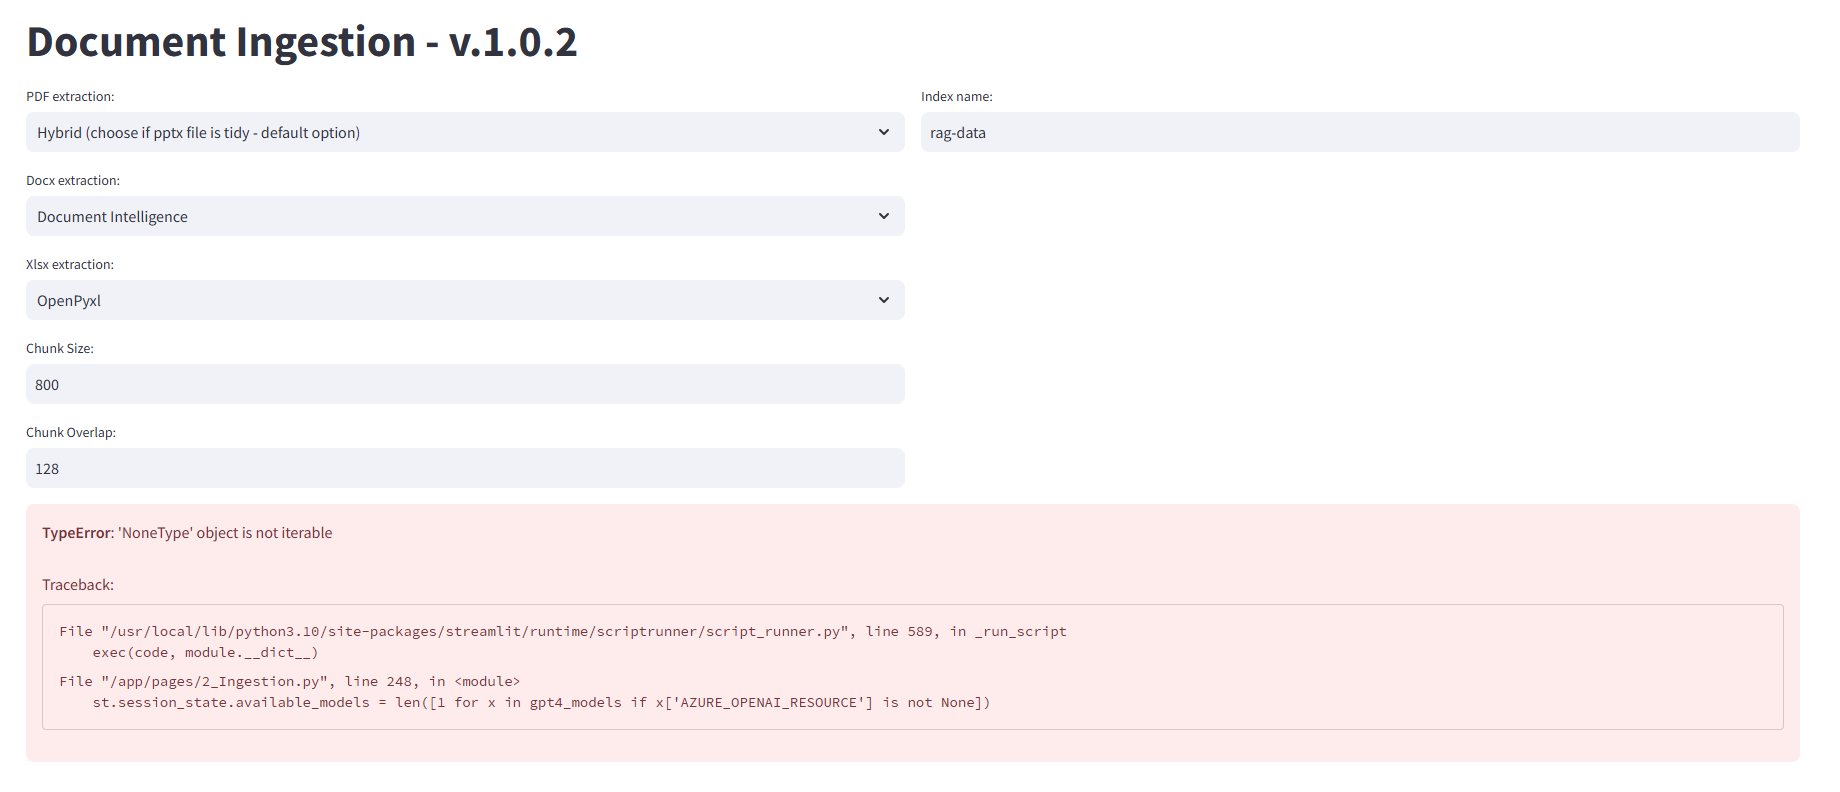 Document Ingestion - v.1.0.2
PDF extraction:
Hybrid (choose if pptx file is tidy - default option)
Index name:
rag-data
Docx extraction:
Document Intelligence
Xlsx extraction:
OpenPyxl
Chunk Size:
800
Chunk Overlap:
128
TypeError: 'NoneType' object is not iterable
Traceback:
File "/usr/local/lib/python3.10/site-packages/streamlit/runtime/scriptrunner/script_runner.py", line 589, in _run_script
    exec(code, module.__dict__)
File "/app/pages/2_Ingestion.py", line 248, in <module>
    st.session_state.available_models = len([1 for x in gpt4_models if x['AZURE_OPENAI_RESOURCE'] is not None])